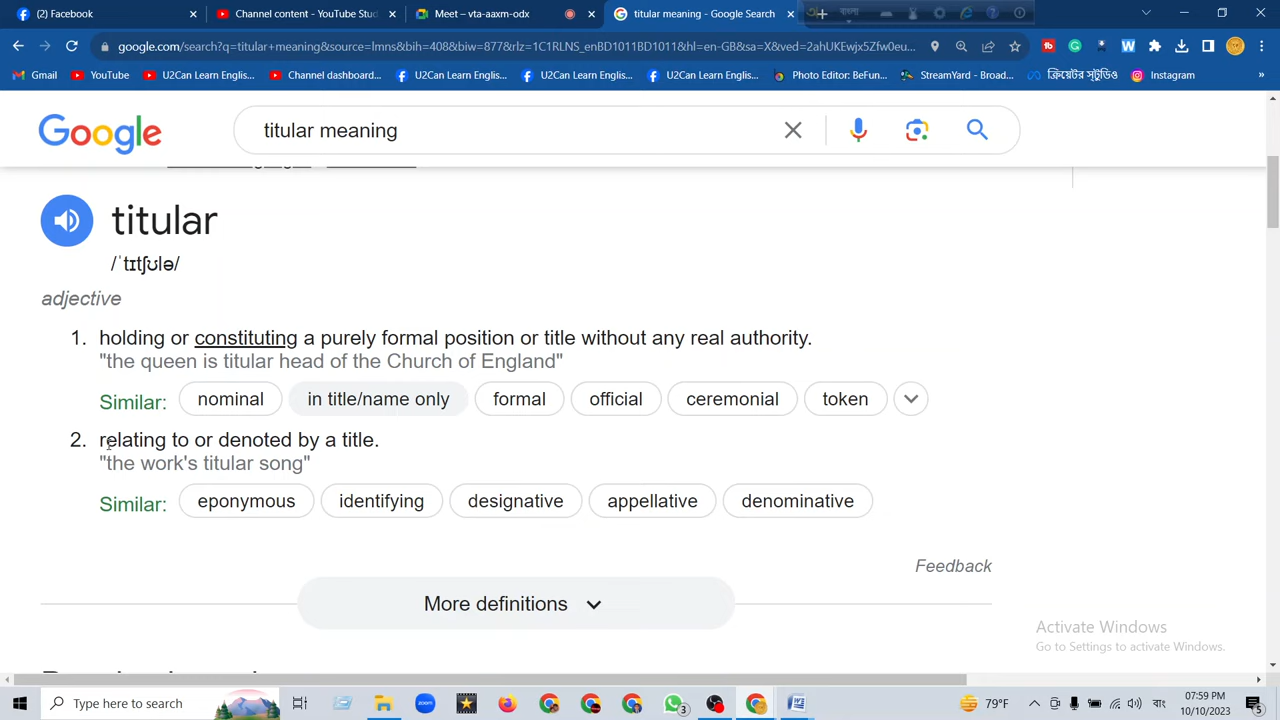 (2) Facebook
Channel content - YouTube Stud
Meet – vta-aaxm-odx
titular meaning - Google Search
বাংলা
google.com/search?q=titular+meaning&source=lmns&bih=408&biw=877&rlz=1C1RLNS_enBD1011BD1011&hl=en-GB&sa=X&ved=2ahUKEwjx5Zfw0eu...
Gmail
YouTube
U2Can Learn Englis...
Channel dashboard...
U2Can Learn Englis...
U2Can Learn Englis...
U2Can Learn Englis...
Photo Editor: BeFun...
StreamYard - Broad...
ক্রিয়েটর স্টুডিও
Instagram
»
Google
titular meaning
titular
/ˈtɪtʃʊlə/
adjective
1. holding or constituting a purely formal position or title without any real authority.
"the queen is titular head of the Church of England"
Similar: nominal in title/name only formal official ceremonial token
2. relating to or denoted by a title.
"the work's titular song"
Similar: eponymous identifying designative appellative denominative
Feedback
More definitions
Activate Windows
Go to Settings to activate Windows.
Type here to search
zoom
3
79°F
বাং
07:59 PM
10/10/2023
5